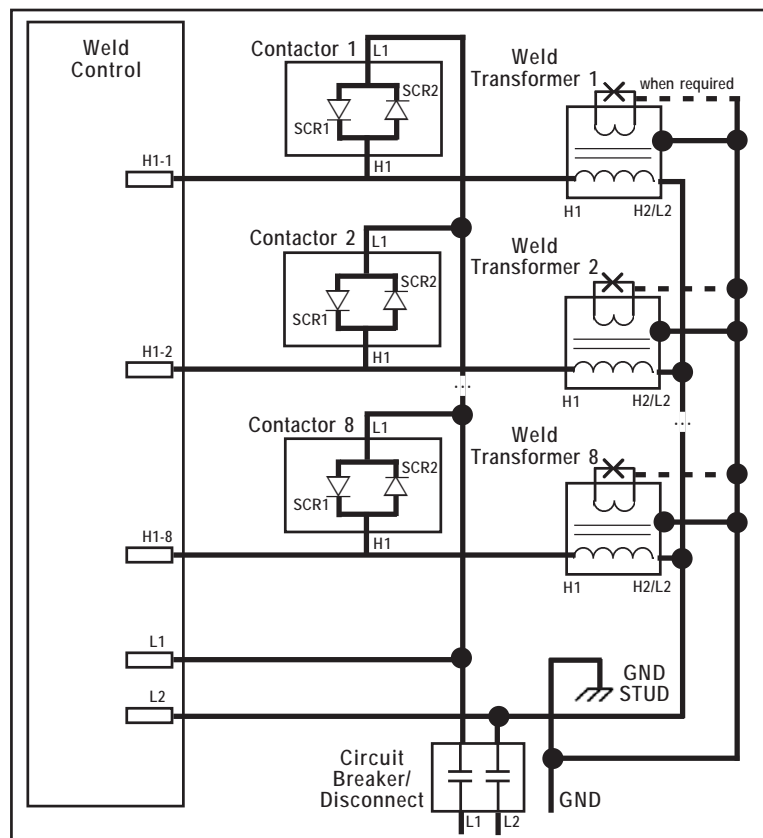 Weld
Control
Contactor 1
L1
SCR1
SCR2
H1
Weld
Transformer 1
when required
H1-1
H1
H2/L2
Contactor 2
L1
SCR1
SCR2
H1
Weld
Transformer 2
H1-2
H1
H2/L2
...
...
Contactor 8
L1
SCR1
SCR2
H1
Weld
Transformer 8
H1-8
H1
H2/L2
L1
L2
GND
STUD
Circuit
Breaker/
Disconnect
L1
L2
GND